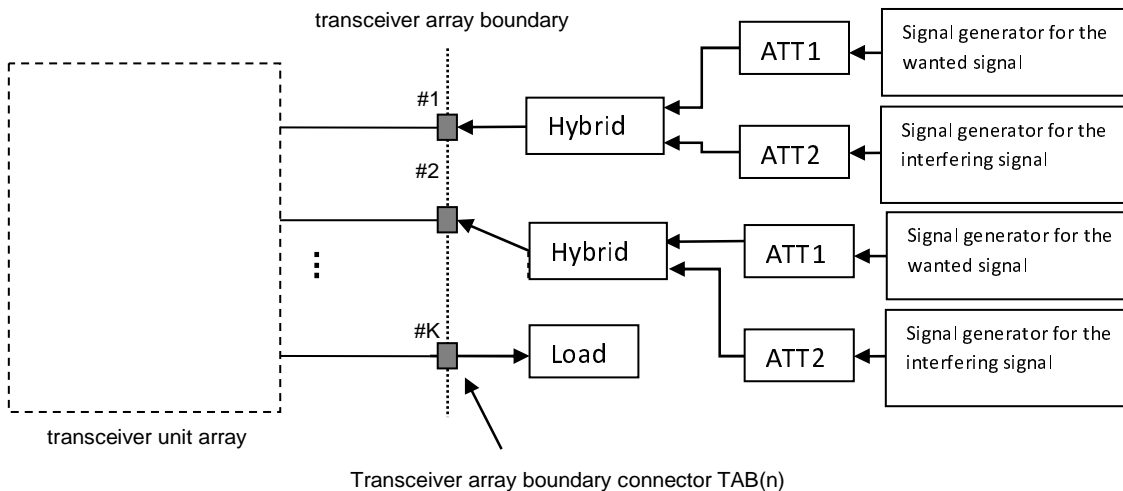 transceiver array boundary
#1
Hybrid
ATT1
Signal generator for the
wanted signal
ATT2
Signal generator for the
interfering signal
#2
Hybrid
ATT1
Signal generator for the
wanted signal
ATT2
Signal generator for the
interfering signal
#K
Load
transceiver unit array
Transceiver array boundary connector TAB(n)